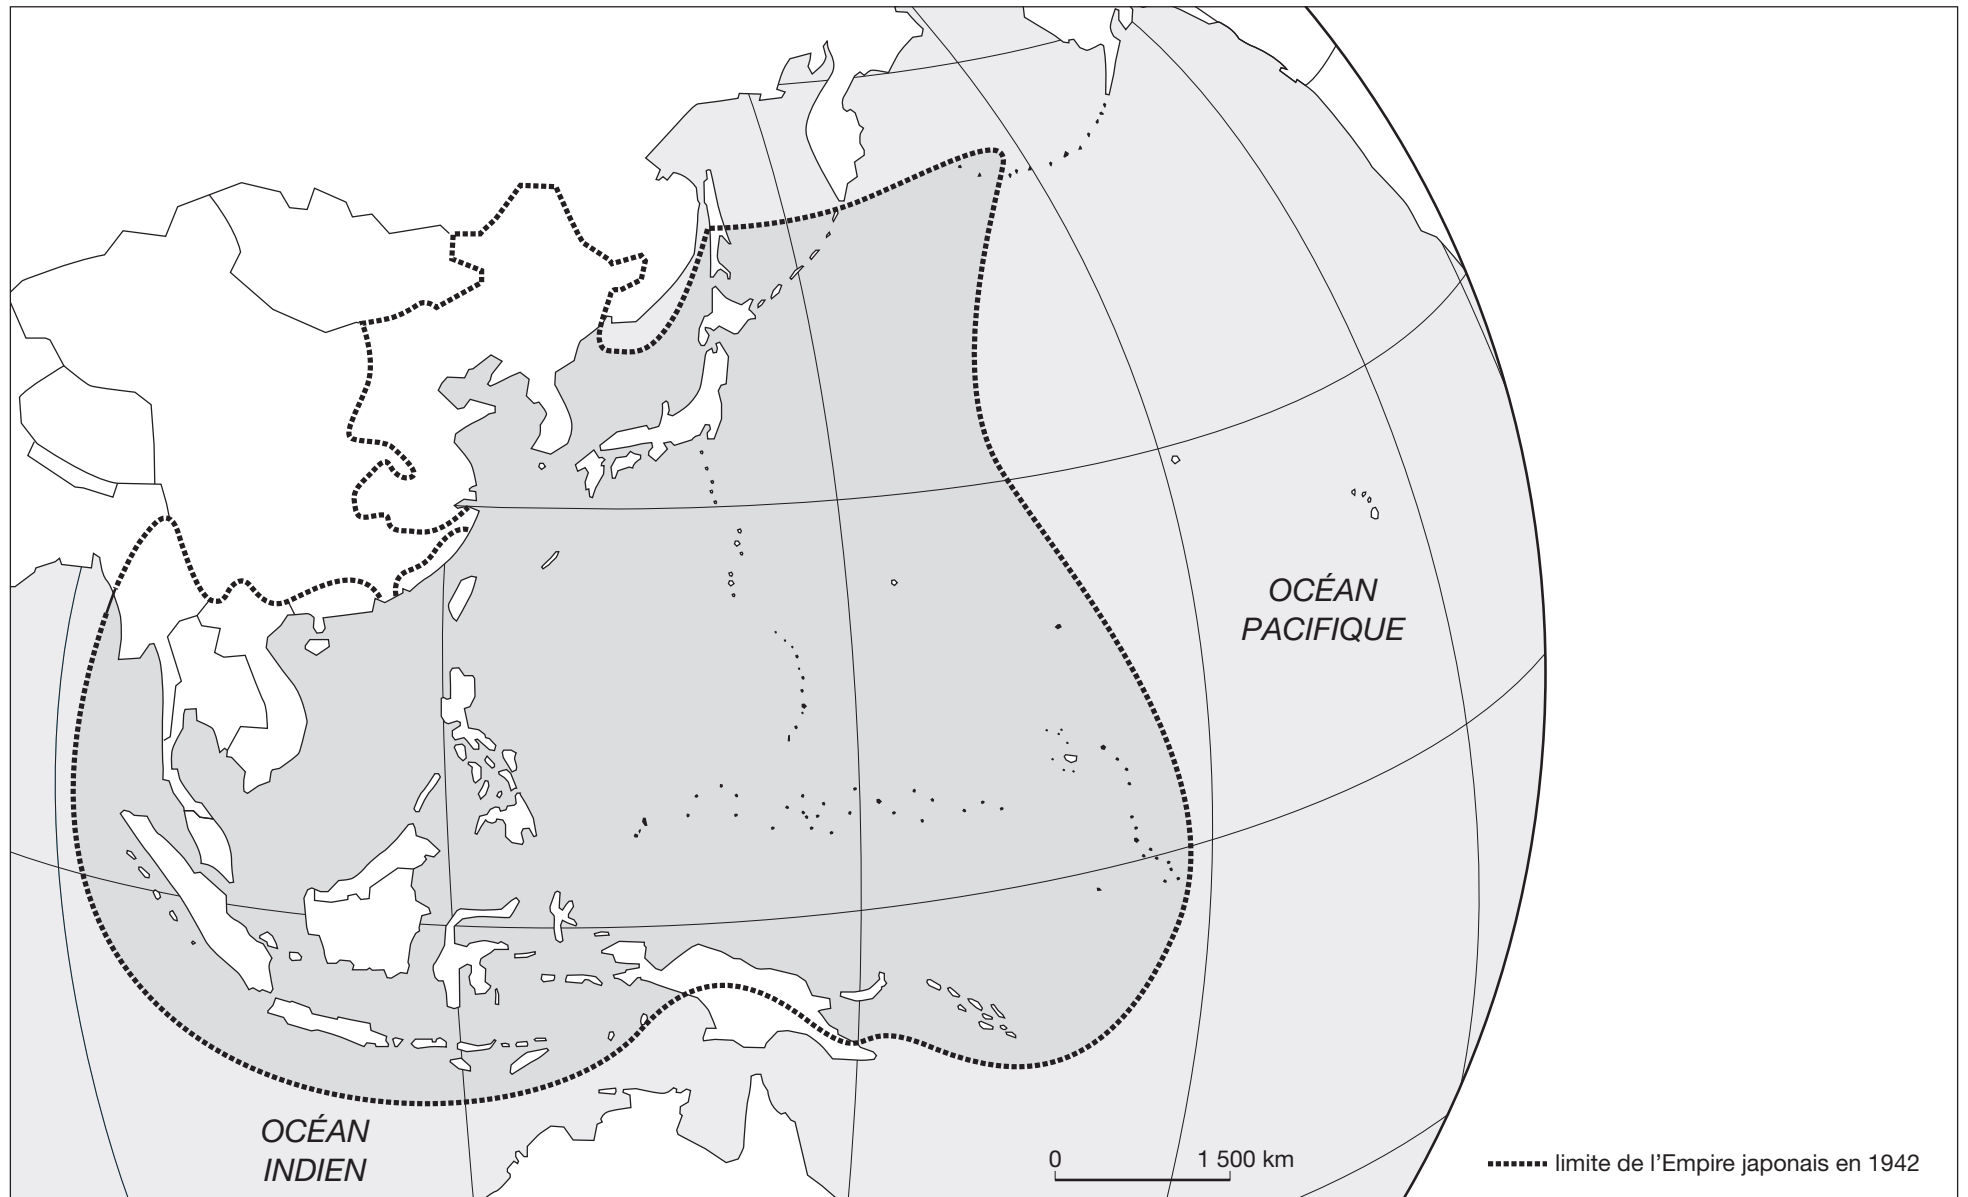 OCÉAN
PACIFIQUE
OCÉAN
INDIEN
0 1 500 km
limite de l’Empire japonais en 1942